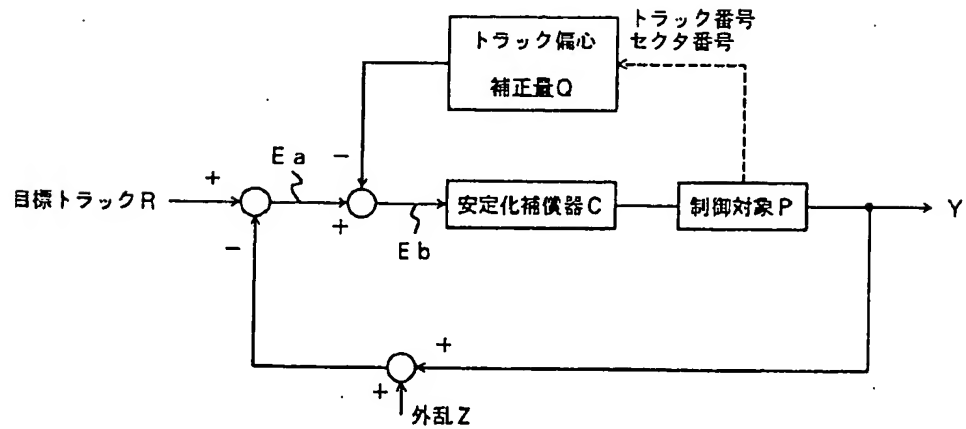 トラック偏心
補正量Q
トラック番号
セクタ番号
Ea
−
目標トラックR
+
+
Eb
安定化補償器C
制御対象P
Y
−
+
+
外乱Z